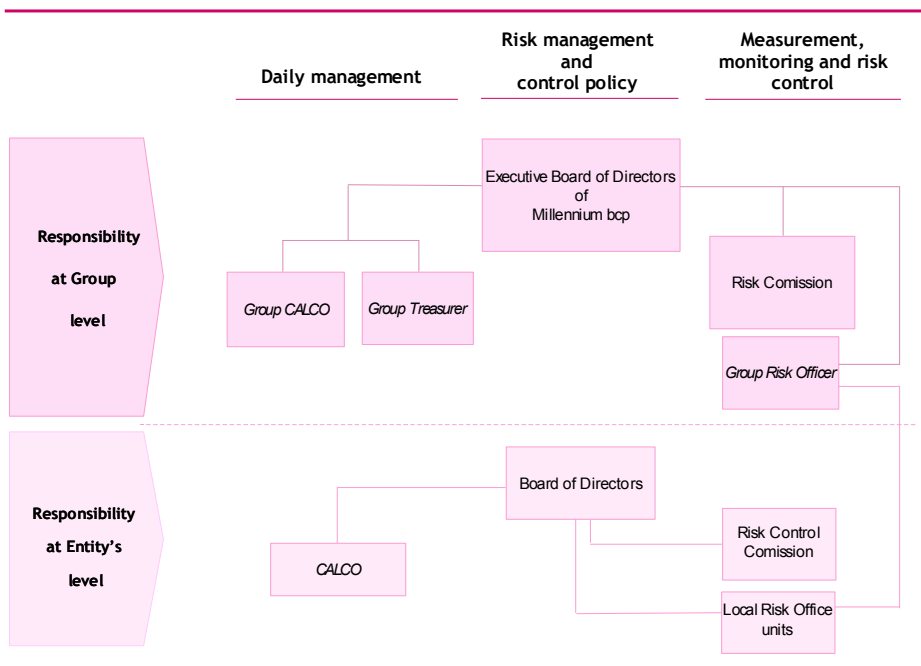 Daily management
Risk management
and
control policy
Measurement,
monitoring and risk
control
Responsibility
at Group
level
Executive Board of Directors
of
Millennium bcp
Group CALCO
Group Treasurer
Risk Comission
Group Risk Officer
Responsibility
at Entity’s
level
Board of Directors
CALCO
Risk Control
Comission
Local Risk Office
units